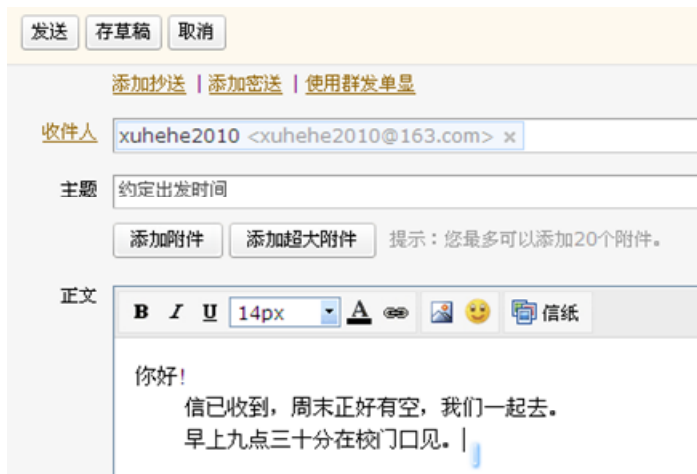 发送 存草稿 取消
添加抄送 | 添加密送 | 使用群发单显
收件人 xuhehe2010 <xuhehe2010@163.com> ×
主题 约定出发时间
添加附件 添加超大附件 提示：您最多可以添加20个附件。
正文 B I U 14px A 信纸
你好!
信已收到，周末正好有空，我们一起去。
早上九点三十分在校门口见。